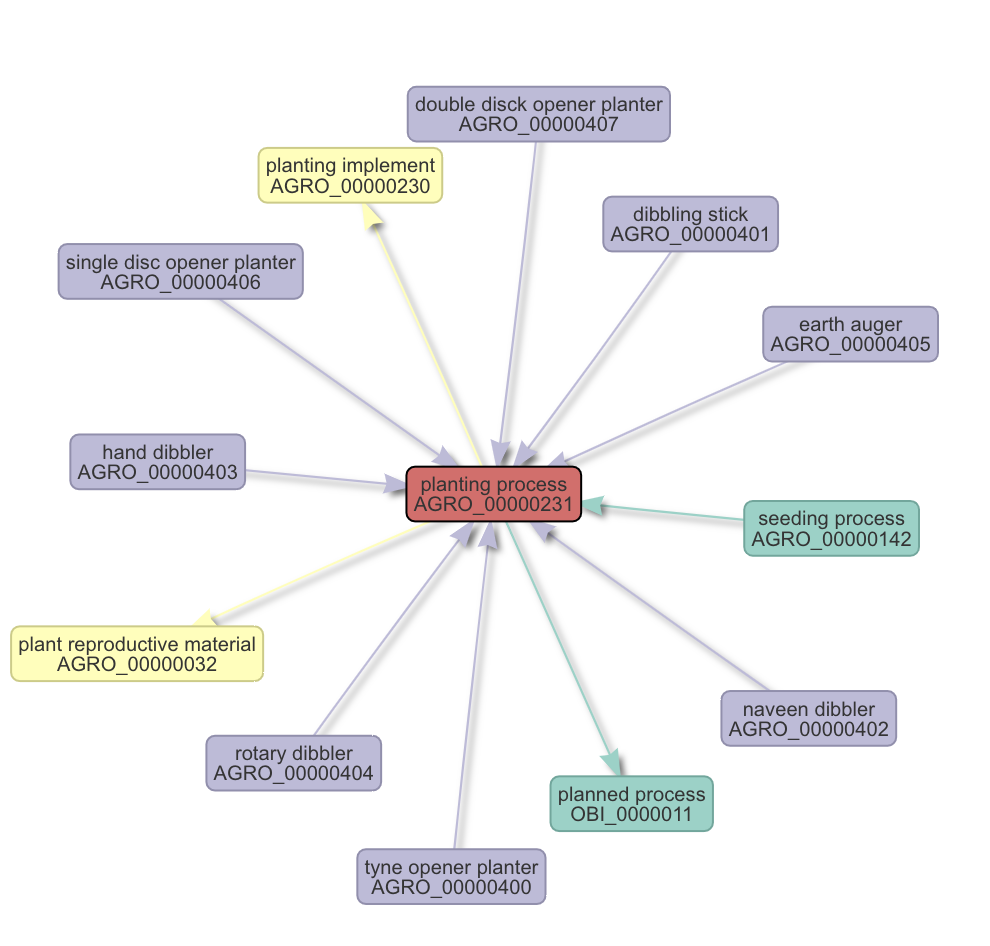 double disck opener planter
AGRO_00000407
planting implement
AGRO_00000230
dibbling stick
AGRO_00000401
single disc opener planter
AGRO_00000406
earth auger
AGRO_00000405
hand dibbler
AGRO_00000403
planting process
AGRO_00000231
seeding process
AGRO_00000142
plant reproductive material
AGRO_00000032
naveen dibbler
AGRO_00000402
rotary dibbler
AGRO_00000404
planned process
OBI_0000011
tyne opener planter
AGRO_00000400